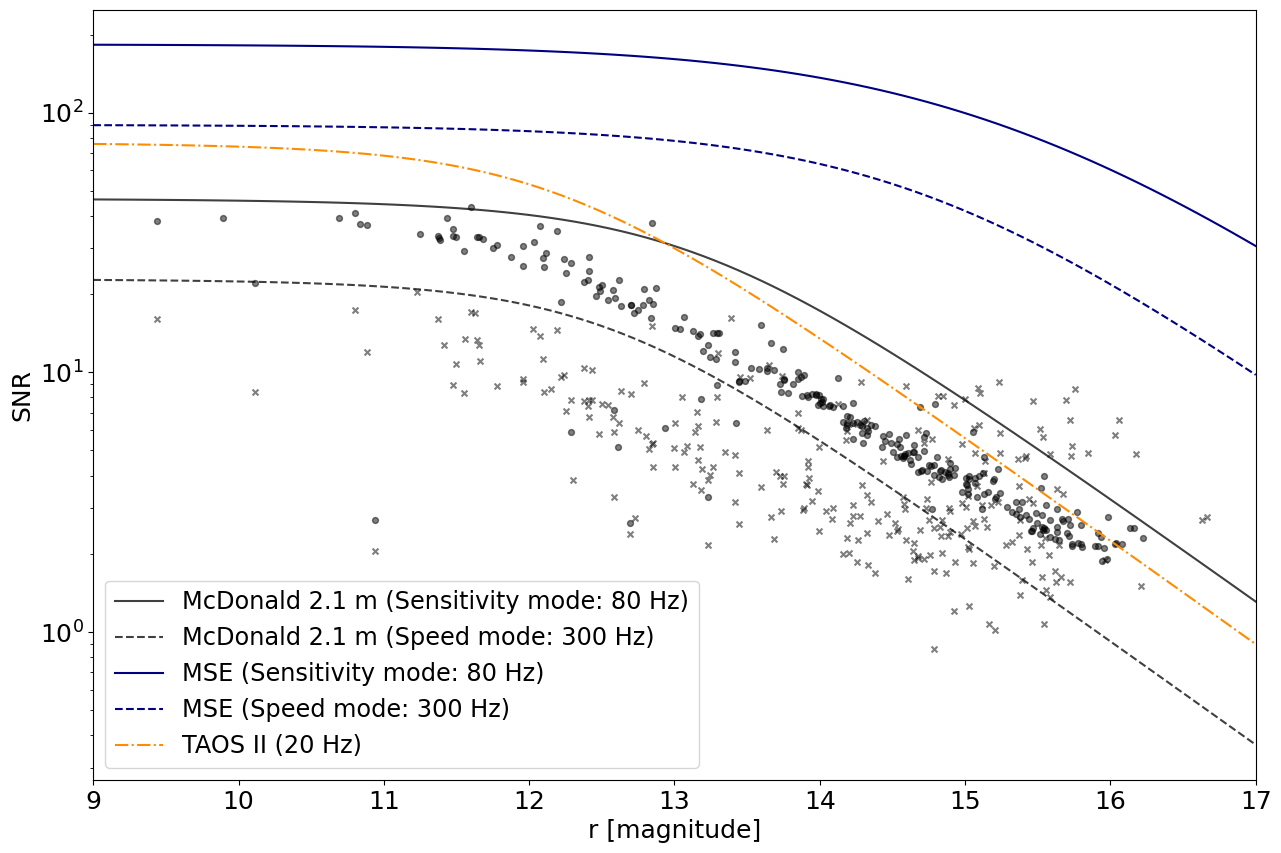 SNR
10²
10¹
10⁰
McDonald 2.1 m (Sensitivity mode: 80 Hz)
McDonald 2.1 m (Speed mode: 300 Hz)
MSE (Sensitivity mode: 80 Hz)
MSE (Speed mode: 300 Hz)
TAOS II (20 Hz)
9 10 11 12 13 14 15 16 17
r [magnitude]